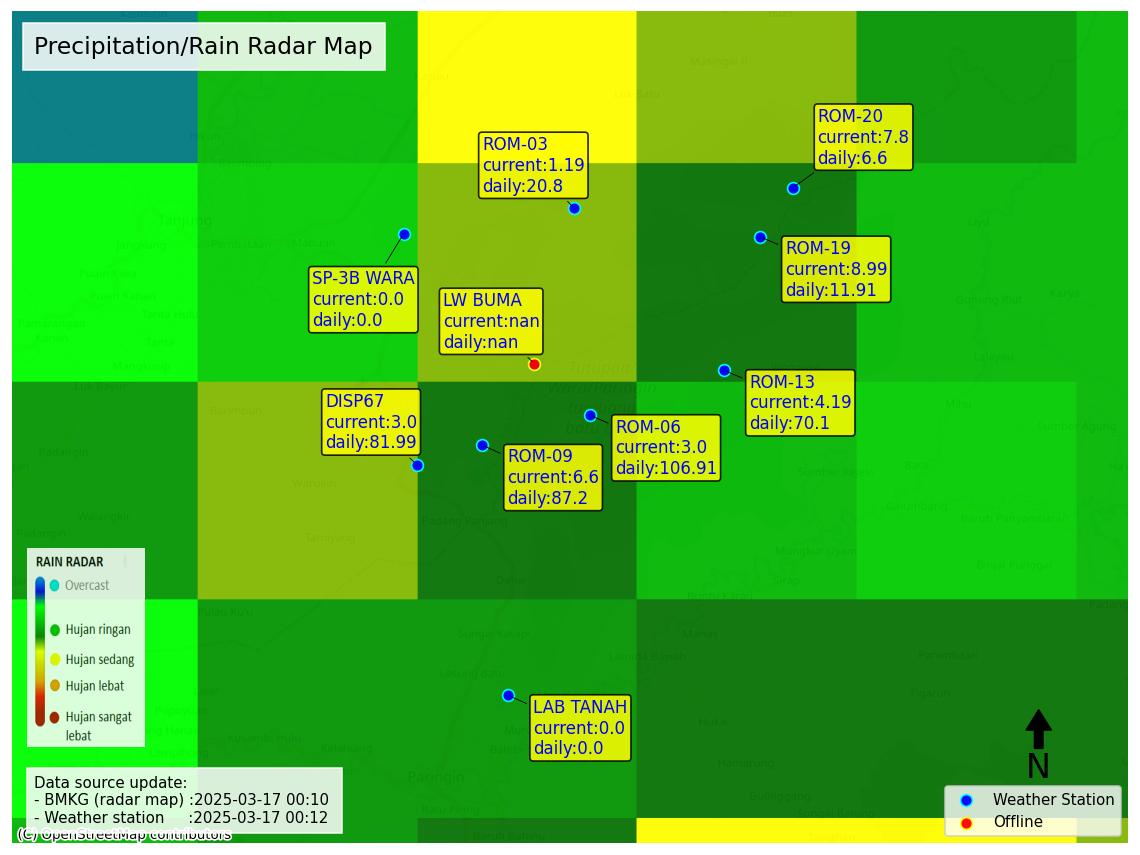 Precipitation/Rain Radar Map
ROM-20
current:7.8
daily:6.6
ROM-03
current:1.19
daily:20.8
Tanjung
ROM-19
current:8.99
daily:11.91
SP-3B WARA
current:0.0
daily:0.0
LW BUMA
current:nan
daily:nan
ROM-13
current:4.19
daily:70.1
DISP67
current:3.0
daily:81.99
ROM-06
current:3.0
daily:106.91
ROM-09
current:6.6
daily:87.2
RAIN RADAR
Overcast
Hujan ringan
Hujan sedang
Hujan lebat
Hujan sangat
lebat
LAB TANAH
current:0.0
daily:0.0
Paringin
N
Data source update:
- BMKG (radar map) :2025-03-17 00:10
- Weather station :2025-03-17 00:12
Weather Station
Offline
(C) OpenStreetMap contributors